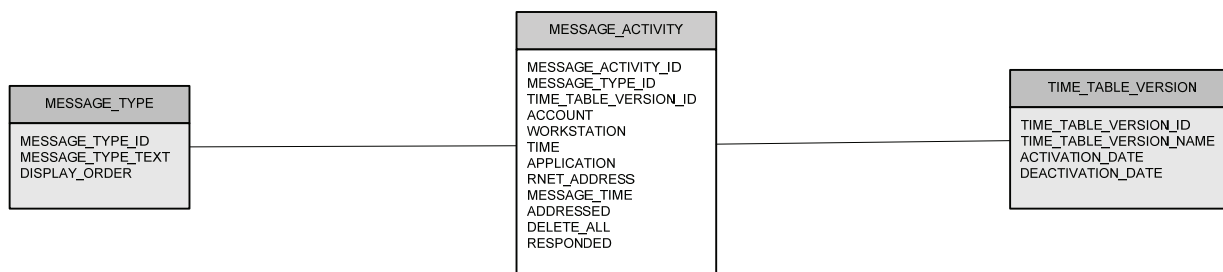 MESSAGE_TYPE
MESSAGE_TYPE_ID
MESSAGE_TYPE_TEXT
DISPLAY_ORDER
MESSAGE_ACTIVITY
MESSAGE_ACTIVITY_ID
MESSAGE_TYPE_ID
TIME_TABLE_VERSION_ID
ACCOUNT
WORKSTATION
TIME
APPLICATION
RNET_ADDRESS
MESSAGE_TIME
ADDRESSED
DELETE_ALL
RESPONDED
TIME_TABLE_VERSION
TIME_TABLE_VERSION_ID
TIME_TABLE_VERSION_NAME
ACTIVATION_DATE
DEACTIVATION_DATE